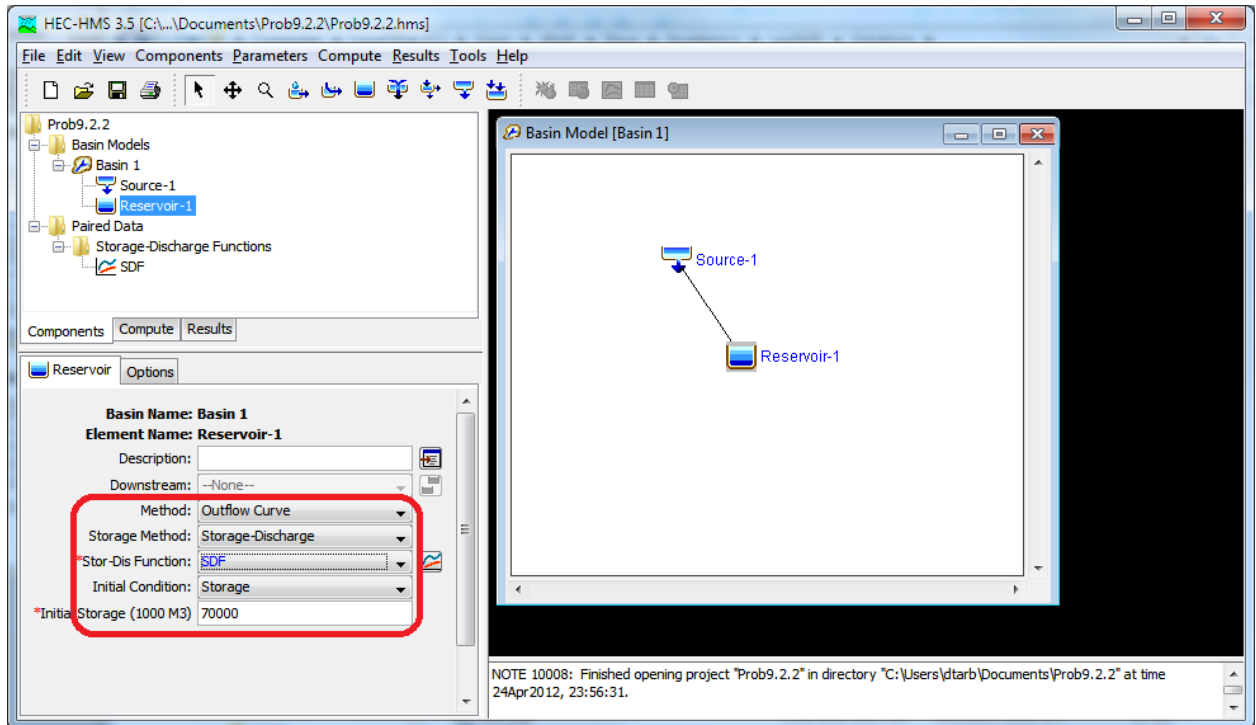 HEC-HMS 3.5 [C:\...\Documents\Prob9.2.2\Prob9.2.2.hms]
File Edit View Components Parameters Compute Results Tools Help
Prob9.2.2
Basin Models
Basin 1
Source-1
Reservoir-1
Paired Data
Storage-Discharge Functions
SDF
Components Compute Results
Reservoir Options
Basin Name: Basin 1
Element Name: Reservoir-1
Description:
Downstream: --None--
Method: Outflow Curve
Storage Method: Storage-Discharge
*Stor-Dis Function: SDF
Initial Condition: Storage
*Initial Storage (1000 M3) 70000
Basin Model [Basin 1]
Source-1
Reservoir-1
NOTE 10008: Finished opening project "Prob9.2.2" in directory "C:\Users\dtarb\Documents\Prob9.2.2" at time
24Apr2012, 23:56:31.